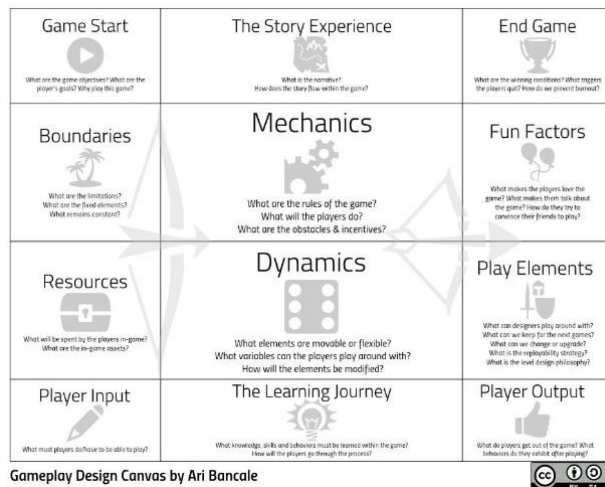 Game Start
What are the game objectives? What are the
player's goals? Why play this game?
The Story Experience
What is the narrative?
How does the story flow within the game?
End Game
What are the winning conditions? What triggers
the players quit? How do we prevent burnout?
Boundaries
What are the limitations?
What are the fixed elements?
What remains constant?
Mechanics
What are the rules of the game?
What will the players do?
What are the obstacles & incentives?
Fun Factors
What makes the players love the
game? What makes them talk about
the game? How do they try to
convince their friends to play?
Resources
What will be spent by the players in-game?
What are the in-game assets?
Dynamics
What elements are movable or flexible?
What variables can the players play around with?
How will the elements be modified?
Play Elements
What can designers play around with?
What can we keep for the next games?
What can we change or upgrade?
What is the replayability strategy?
What is the level design philosophy?
Player Input
What must players do/have to be able to play?
The Learning Journey
What knowledge, skills and behaviors must be learned within the game?
How will the players go through the process?
Player Output
What do players get out of the game? What
behaviors do they exhibit after playing?
Gameplay Design Canvas by Ari Bancale
cc
BY SA